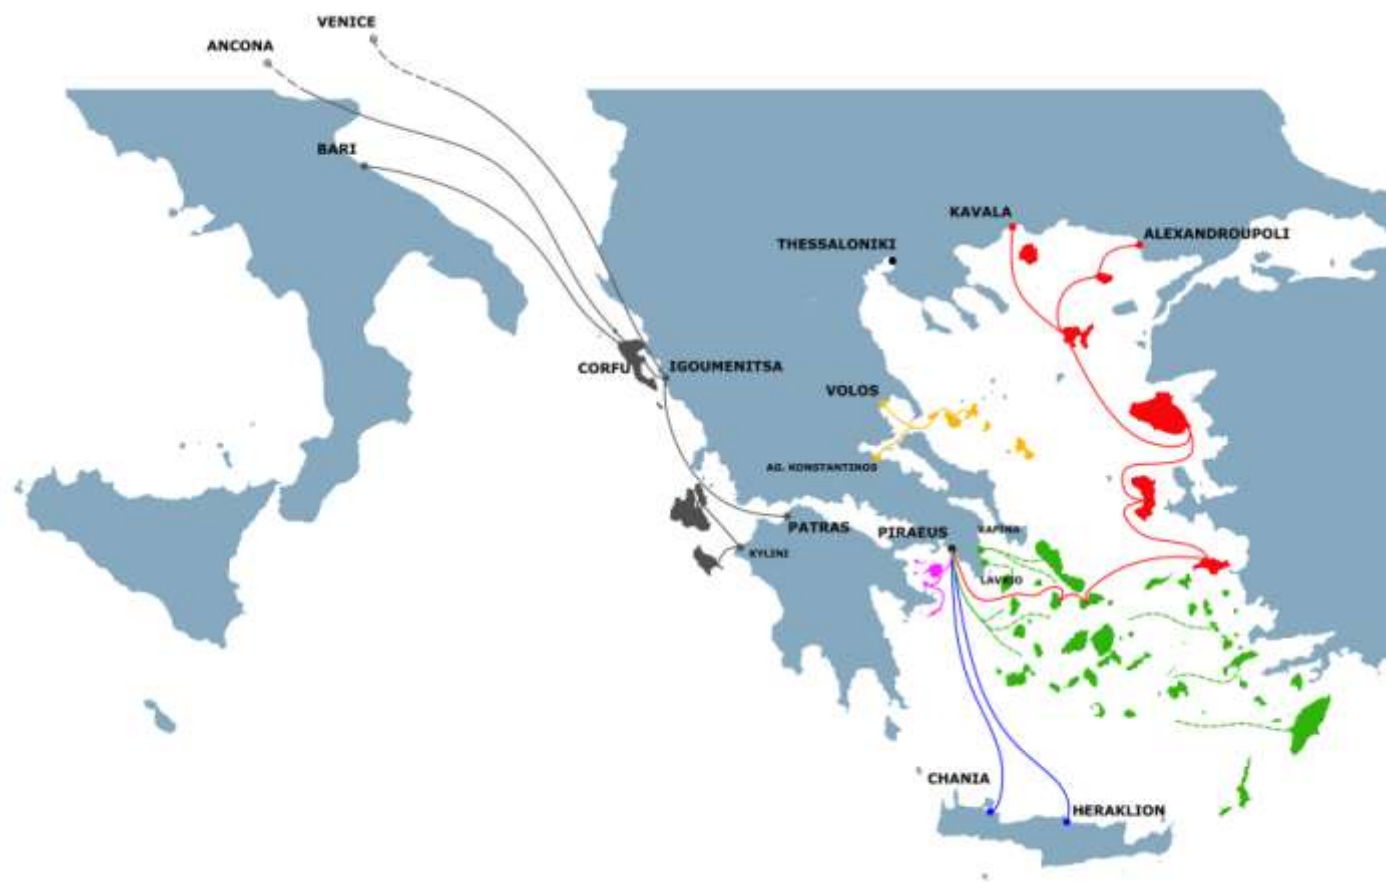 VENICE
ANCONA
BARI
KAVALA
ALEXANDROUPOLI
THESSALONIKI
CORFU
IGOUMENITSA
VOLOS
AG. KONSTANTINOS
PATRAS
PIRAEUS
RAFINA
KYLINI
LAVRIO
CHANIA
HERAKLION